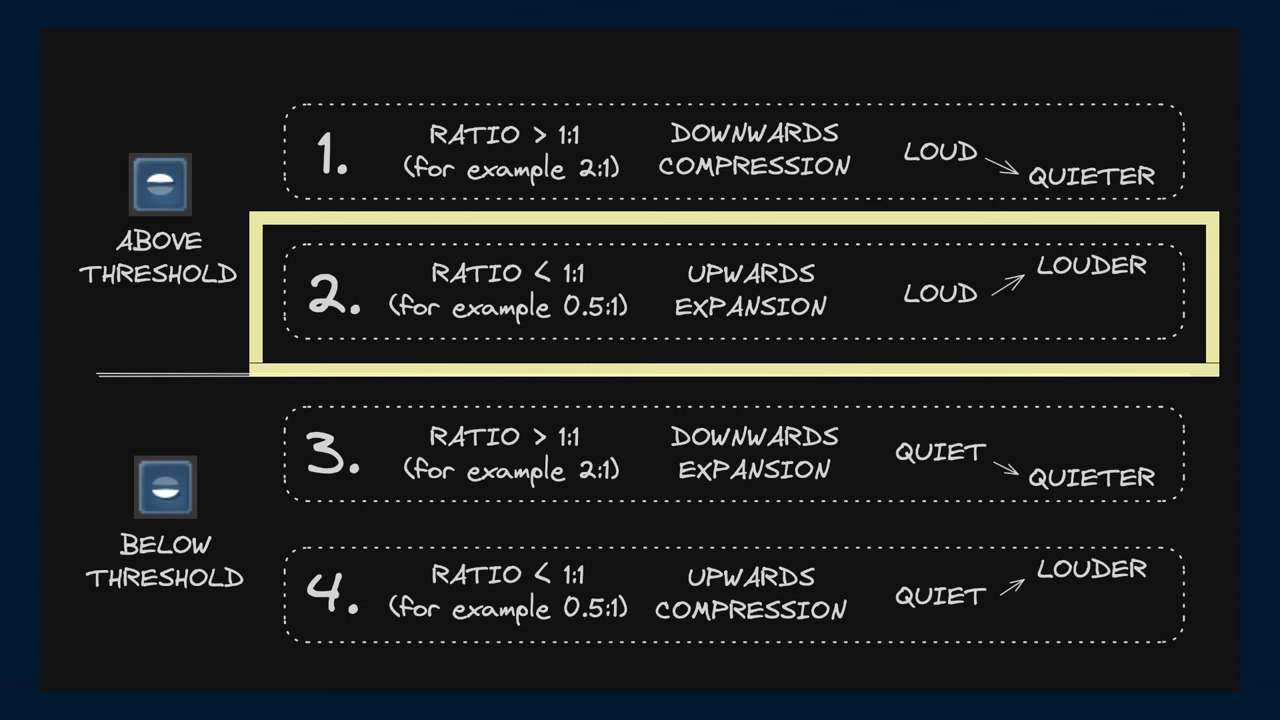 ABOVE
THRESHOLD
1.
RATIO > 1:1
(for example 2:1)
DOWNWARDS
COMPRESSION
LOUD
QUIETER
2.
RATIO < 1:1
(for example 0.5:1)
UPWARDS
EXPANSION
LOUD
LOUDER
BELOW
THRESHOLD
3.
RATIO > 1:1
(for example 2:1)
DOWNWARDS
EXPANSION
QUIET
QUIETER
4.
RATIO < 1:1
(for example 0.5:1)
UPWARDS
COMPRESSION
QUIET
LOUDER